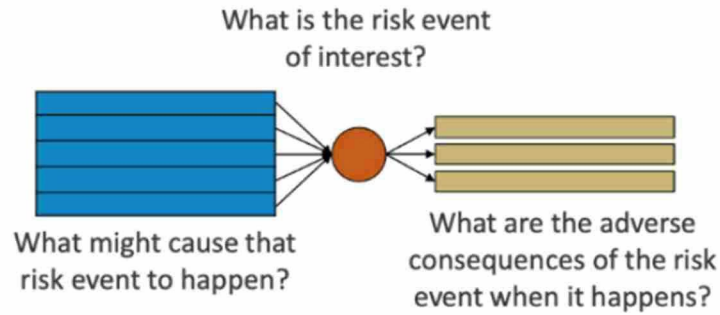 What is the risk event
of interest?
What might cause that
risk event to happen?
What are the adverse
consequences of the risk
event when it happens?